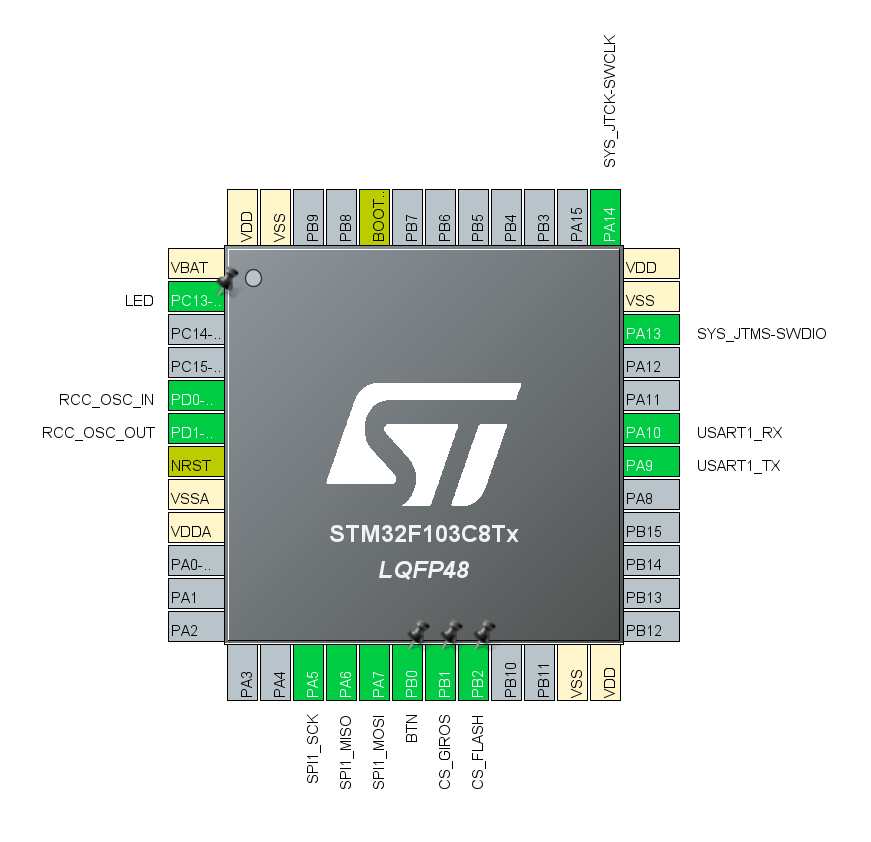 SYS_JTCK-SWCLK
VDD
VSS
PB9
PB8
BOOT..
PB7
PB6
PB5
PB4
PB3
PA15
PA14
VBAT
LED
PC13-..
PC14-..
PC15-..
RCC_OSC_IN
PD0-..
RCC_OSC_OUT
PD1-..
NRST
VSSA
VDDA
PA0-..
PA1
PA2
VDD
VSS
PA13
SYS_JTMS-SWDIO
PA12
PA11
PA10
USART1_RX
PA9
USART1_TX
PA8
PB15
PB14
PB13
PB12
ST
STM32F103C8Tx
LQFP48
PA3
PA4
PA5
PA6
PA7
PB0
PB1
PB2
PB10
PB11
VSS
VDD
SPI1_SCK
SPI1_MISO
SPI1_MOSI
BTN
CS_GIROS
CS_FLASH